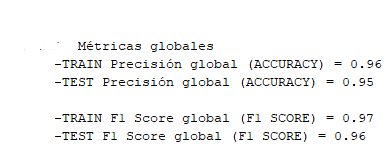 Métricas globales
-TRAIN Precisión global (ACCURACY) = 0.96
-TEST Precisión global (ACCURACY) = 0.95
-TRAIN F1 Score global (F1 SCORE) = 0.97
-TEST F1 Score global (F1 SCORE) = 0.96